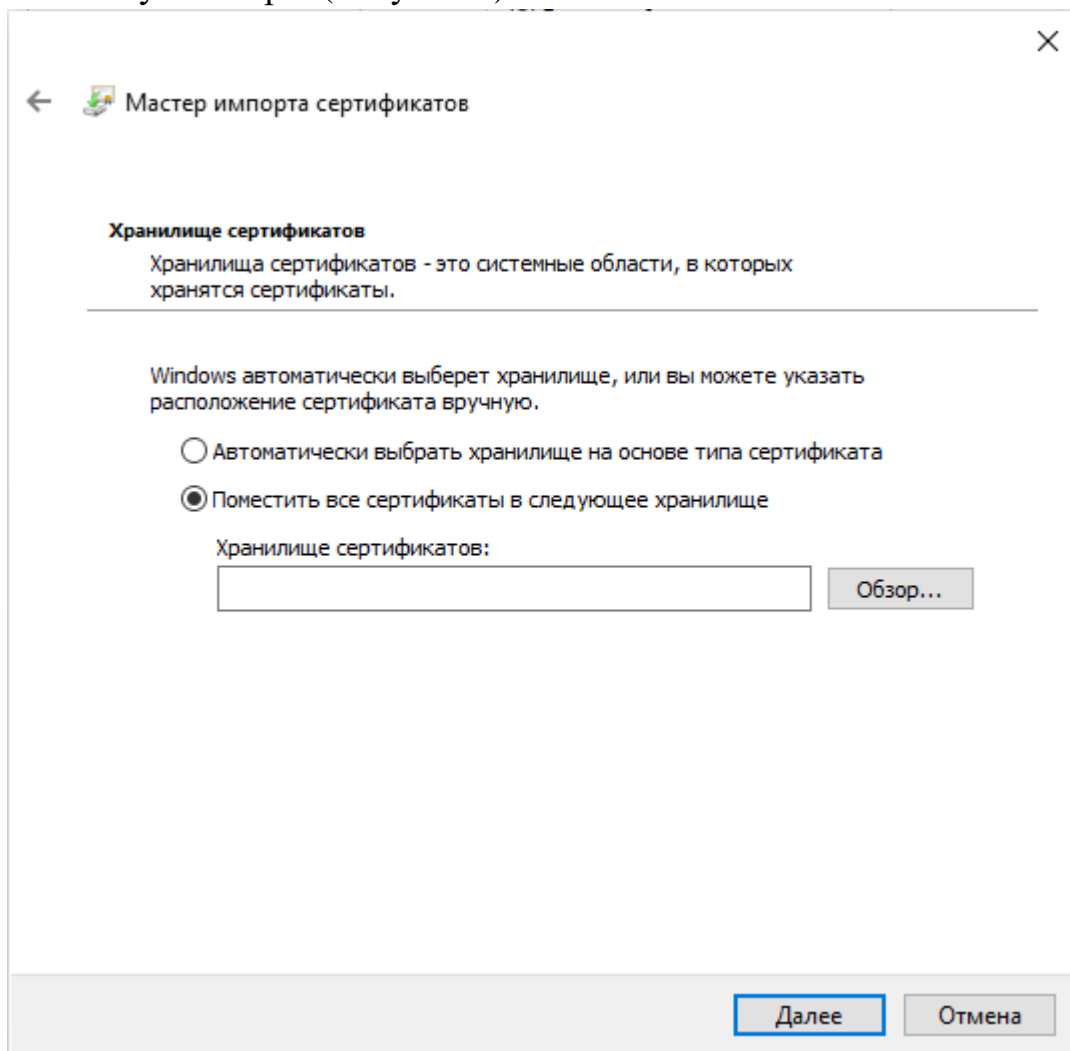 Мастер импорта сертификатов
Хранилище сертификатов
Хранилища сертификатов - это системные области, в которых
хранятся сертификаты.
Windows автоматически выберет хранилище, или вы можете указать
расположение сертификата вручную.
Автоматически выбрать хранилище на основе типа сертификата
Поместить все сертификаты в следующее хранилище
Хранилище сертификатов:
Обзор...
Далее
Отмена